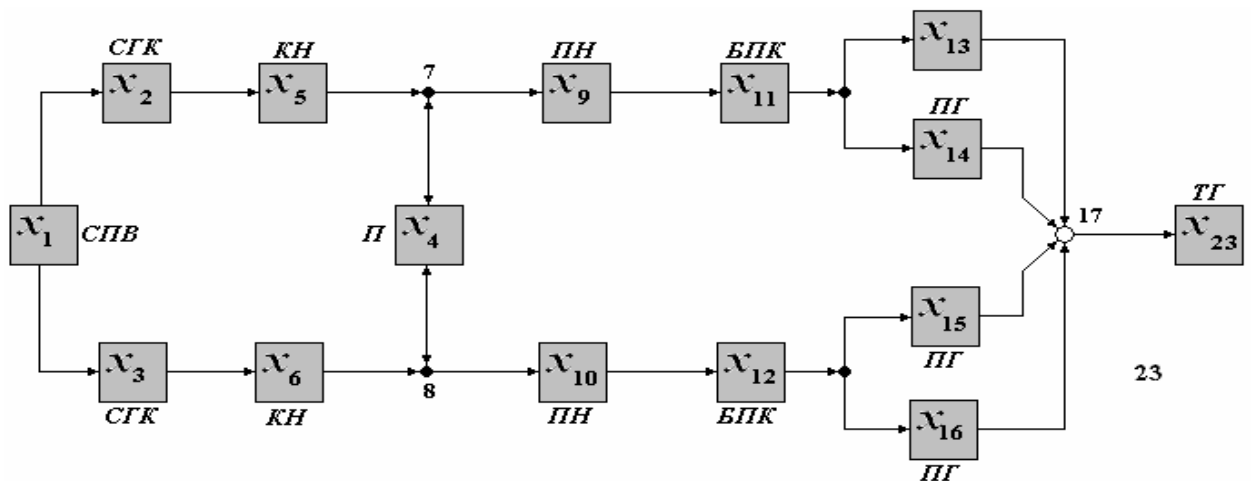 x13
СГК
КН
ПН
БПК
7
x2
x5
x9
x11
ПГ
x14
ТГ
17
x1
СПВ
П
x4
x23
x15
ПГ
x3
x6
x10
x12
23
8
СГК
КН
ПН
БПК
x16
ПГ